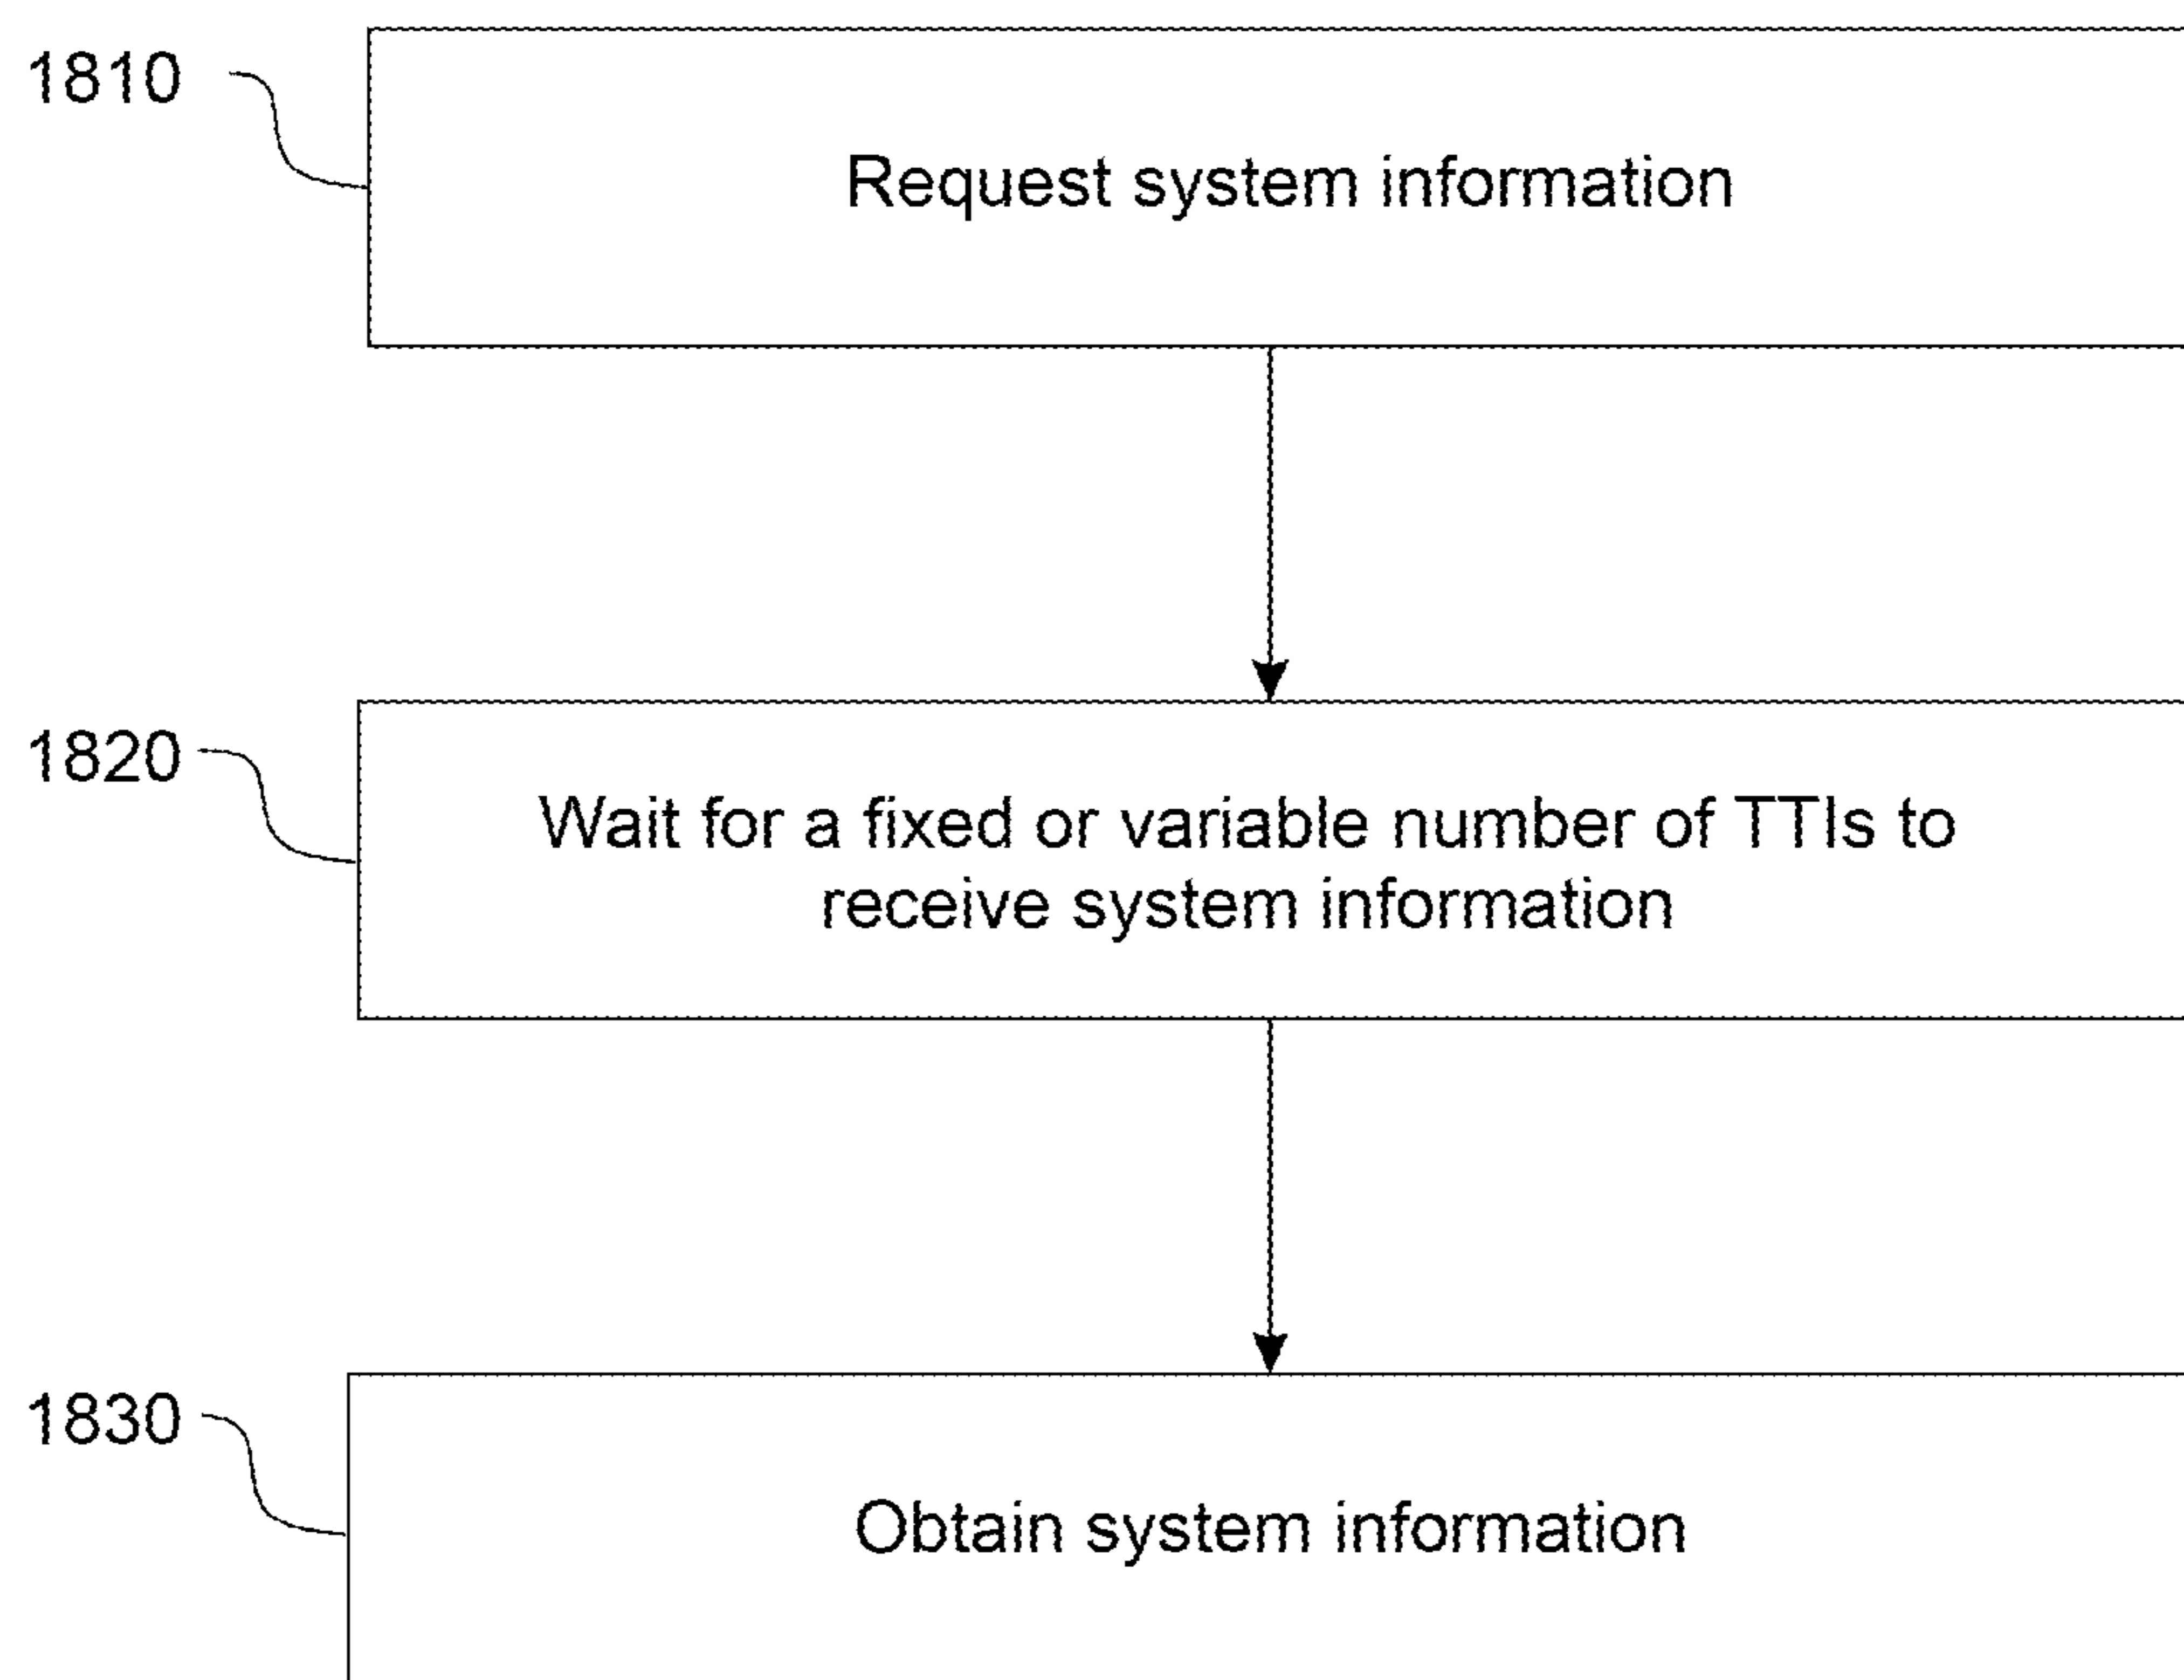 1810
Request system information
1820
Wait for a fixed or variable number of TTIs to
receive system information
1830
Obtain system information